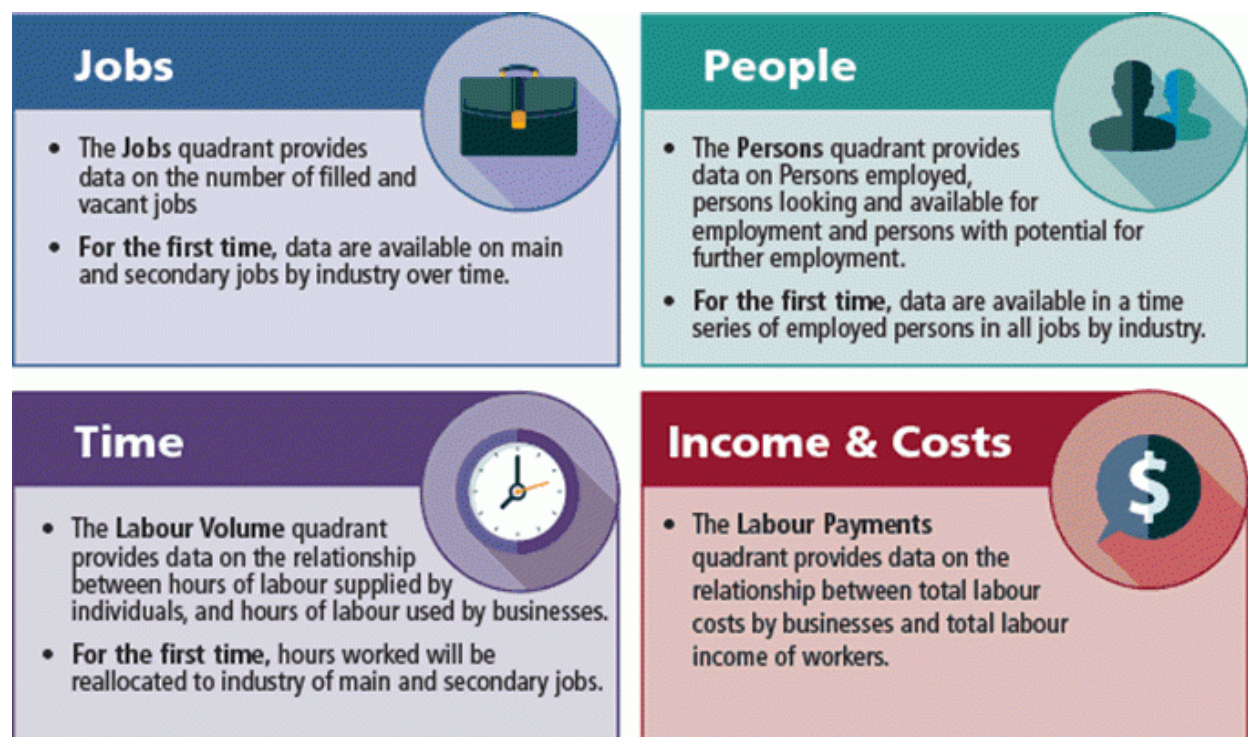 Jobs
• The Jobs quadrant provides
data on the number of filled and
vacant jobs
• For the first time, data are available on main
and secondary jobs by industry over time.
People
• The Persons quadrant provides
data on Persons employed,
persons looking and available for
employment and persons with potential for
further employment.
• For the first time, data are available in a time
series of employed persons in all jobs by industry.
Time
• The Labour Volume quadrant
provides data on the relationship
between hours of labour supplied by
individuals, and hours of labour used by businesses.
• For the first time, hours worked will be
reallocated to industry of main and secondary jobs.
Income & Costs
$
• The Labour Payments
quadrant provides data on the
relationship between total labour
costs by businesses and total labour
income of workers.